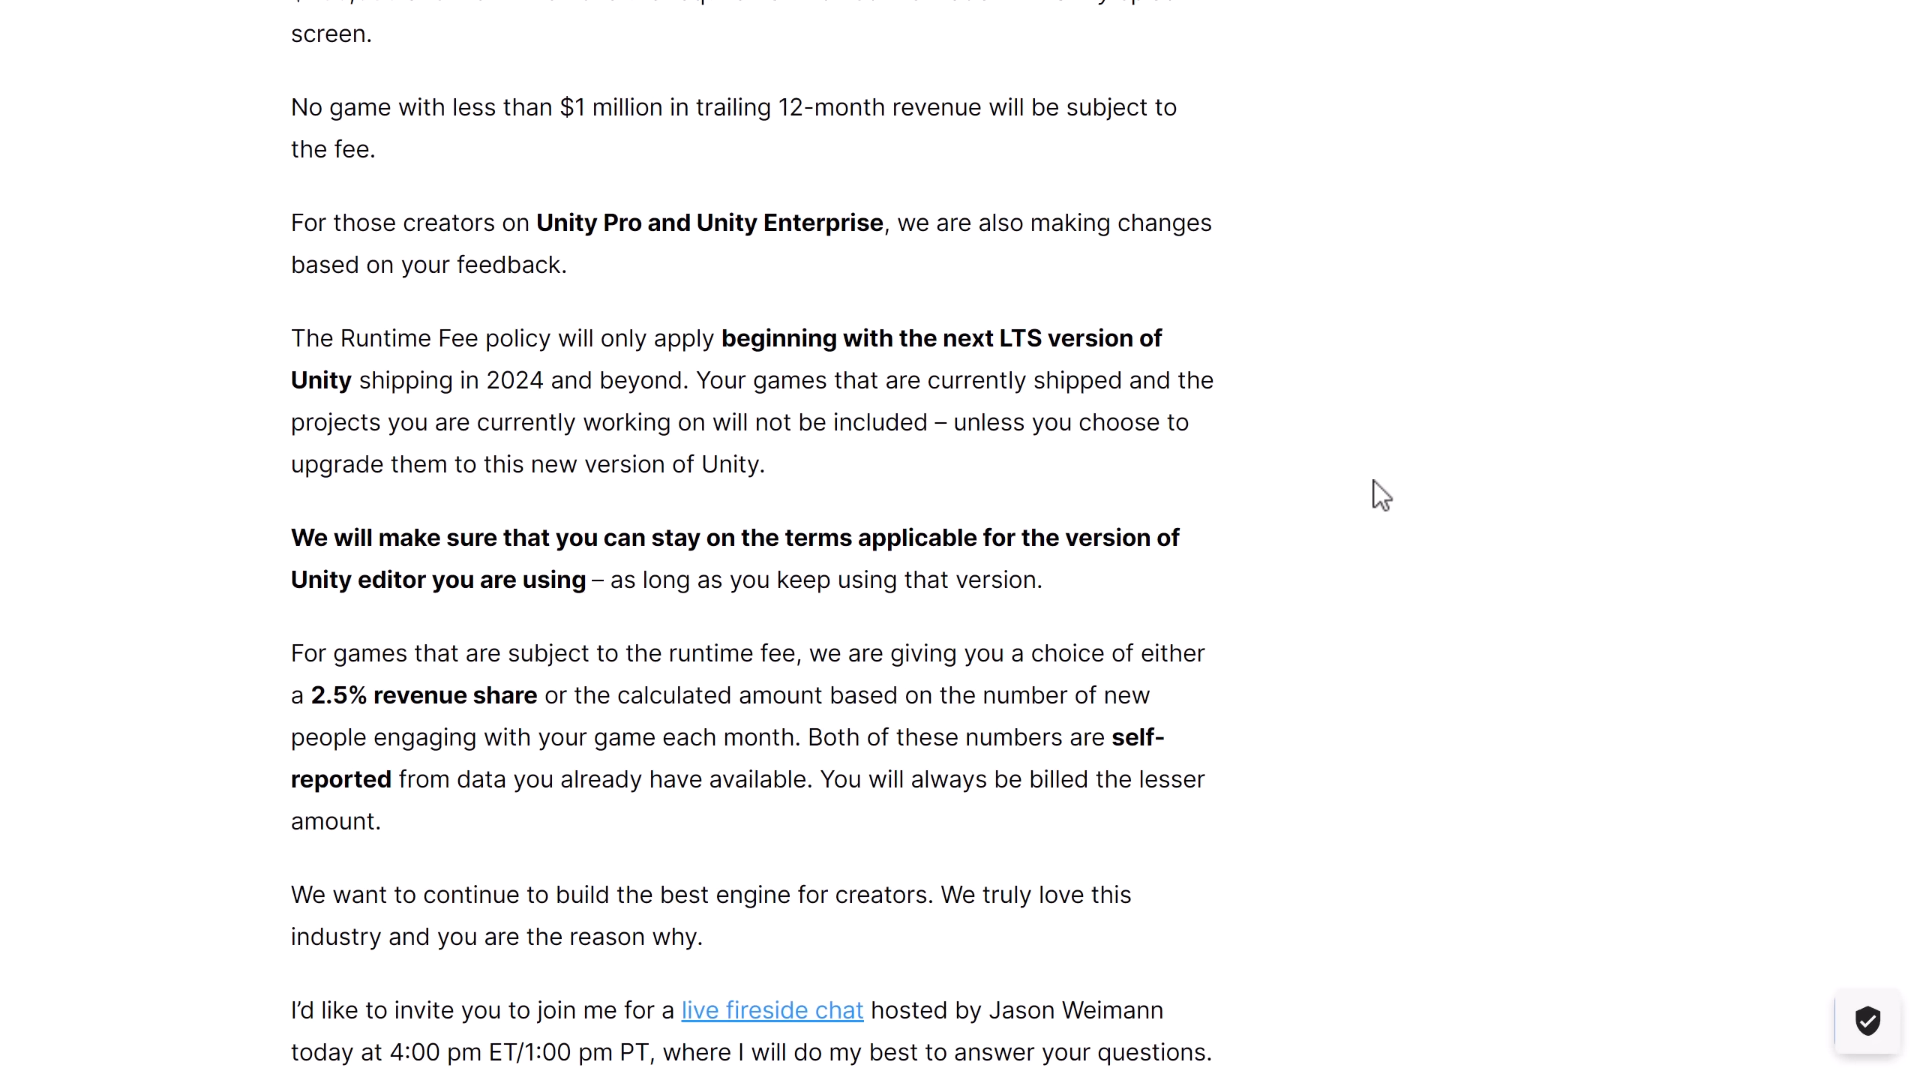 screen.
No game with less than $1 million in trailing 12-month revenue will be subject to
the fee.
For those creators on Unity Pro and Unity Enterprise, we are also making changes
based on your feedback.
The Runtime Fee policy will only apply beginning with the next LTS version of
Unity shipping in 2024 and beyond. Your games that are currently shipped and the
projects you are currently working on will not be included – unless you choose to
upgrade them to this new version of Unity.
We will make sure that you can stay on the terms applicable for the version of
Unity editor you are using – as long as you keep using that version.
For games that are subject to the runtime fee, we are giving you a choice of either
a 2.5% revenue share or the calculated amount based on the number of new
people engaging with your game each month. Both of these numbers are self-
reported from data you already have available. You will always be billed the lesser
amount.
We want to continue to build the best engine for creators. We truly love this
industry and you are the reason why.
I’d like to invite you to join me for a live fireside chat hosted by Jason Weimann
today at 4:00 pm ET/1:00 pm PT, where I will do my best to answer your questions.